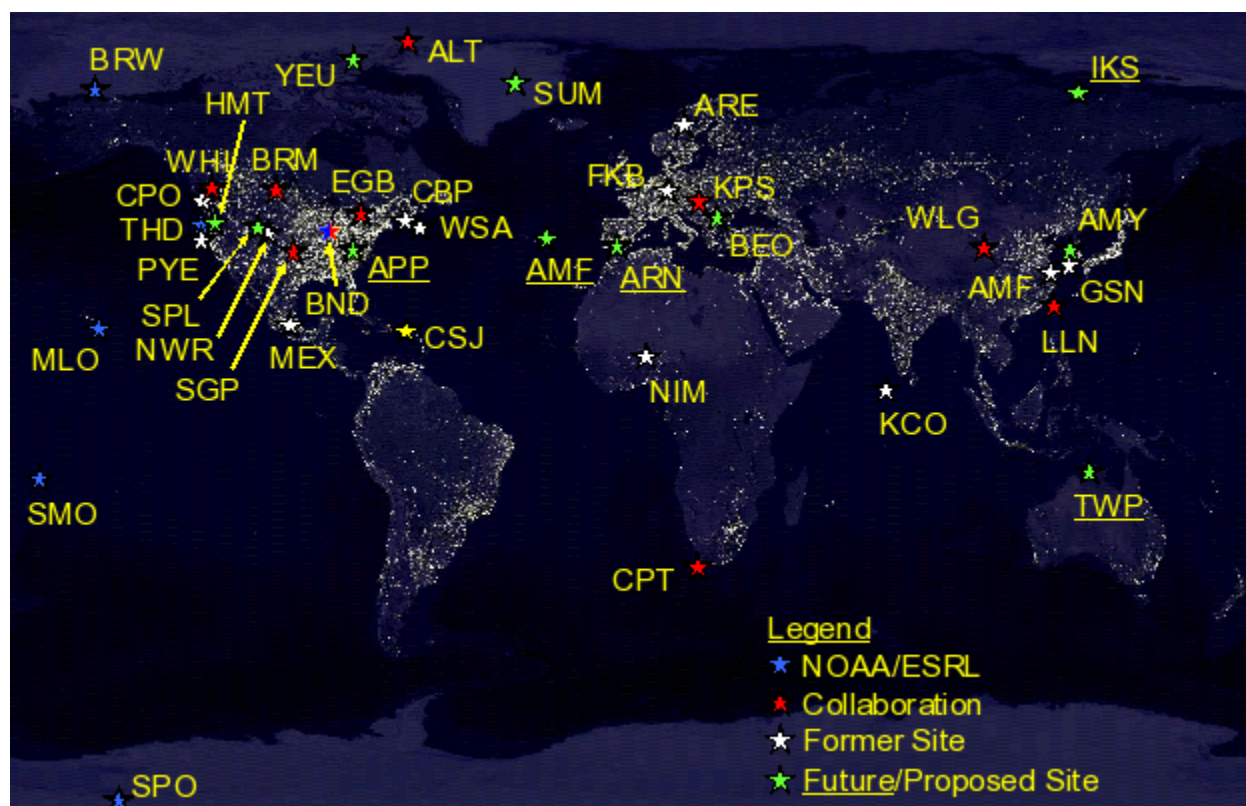 BRW
ALT
YEU
IKS
SUM
HMT
ARE
WHI
BRM
EGB
CBP
FKB
KPS
CPO
WLG
AMY
THD
WSA
BEO
PYE
APP
AMF
ARN
AMF
GSN
SPL
BND
NWR
MEX
CSJ
LLN
MLO
SGP
NIM
KCO
SMO
TWP
CPT
Legend
NOAA/ESRL
Collaboration
Former Site
Future/Proposed Site
SPO